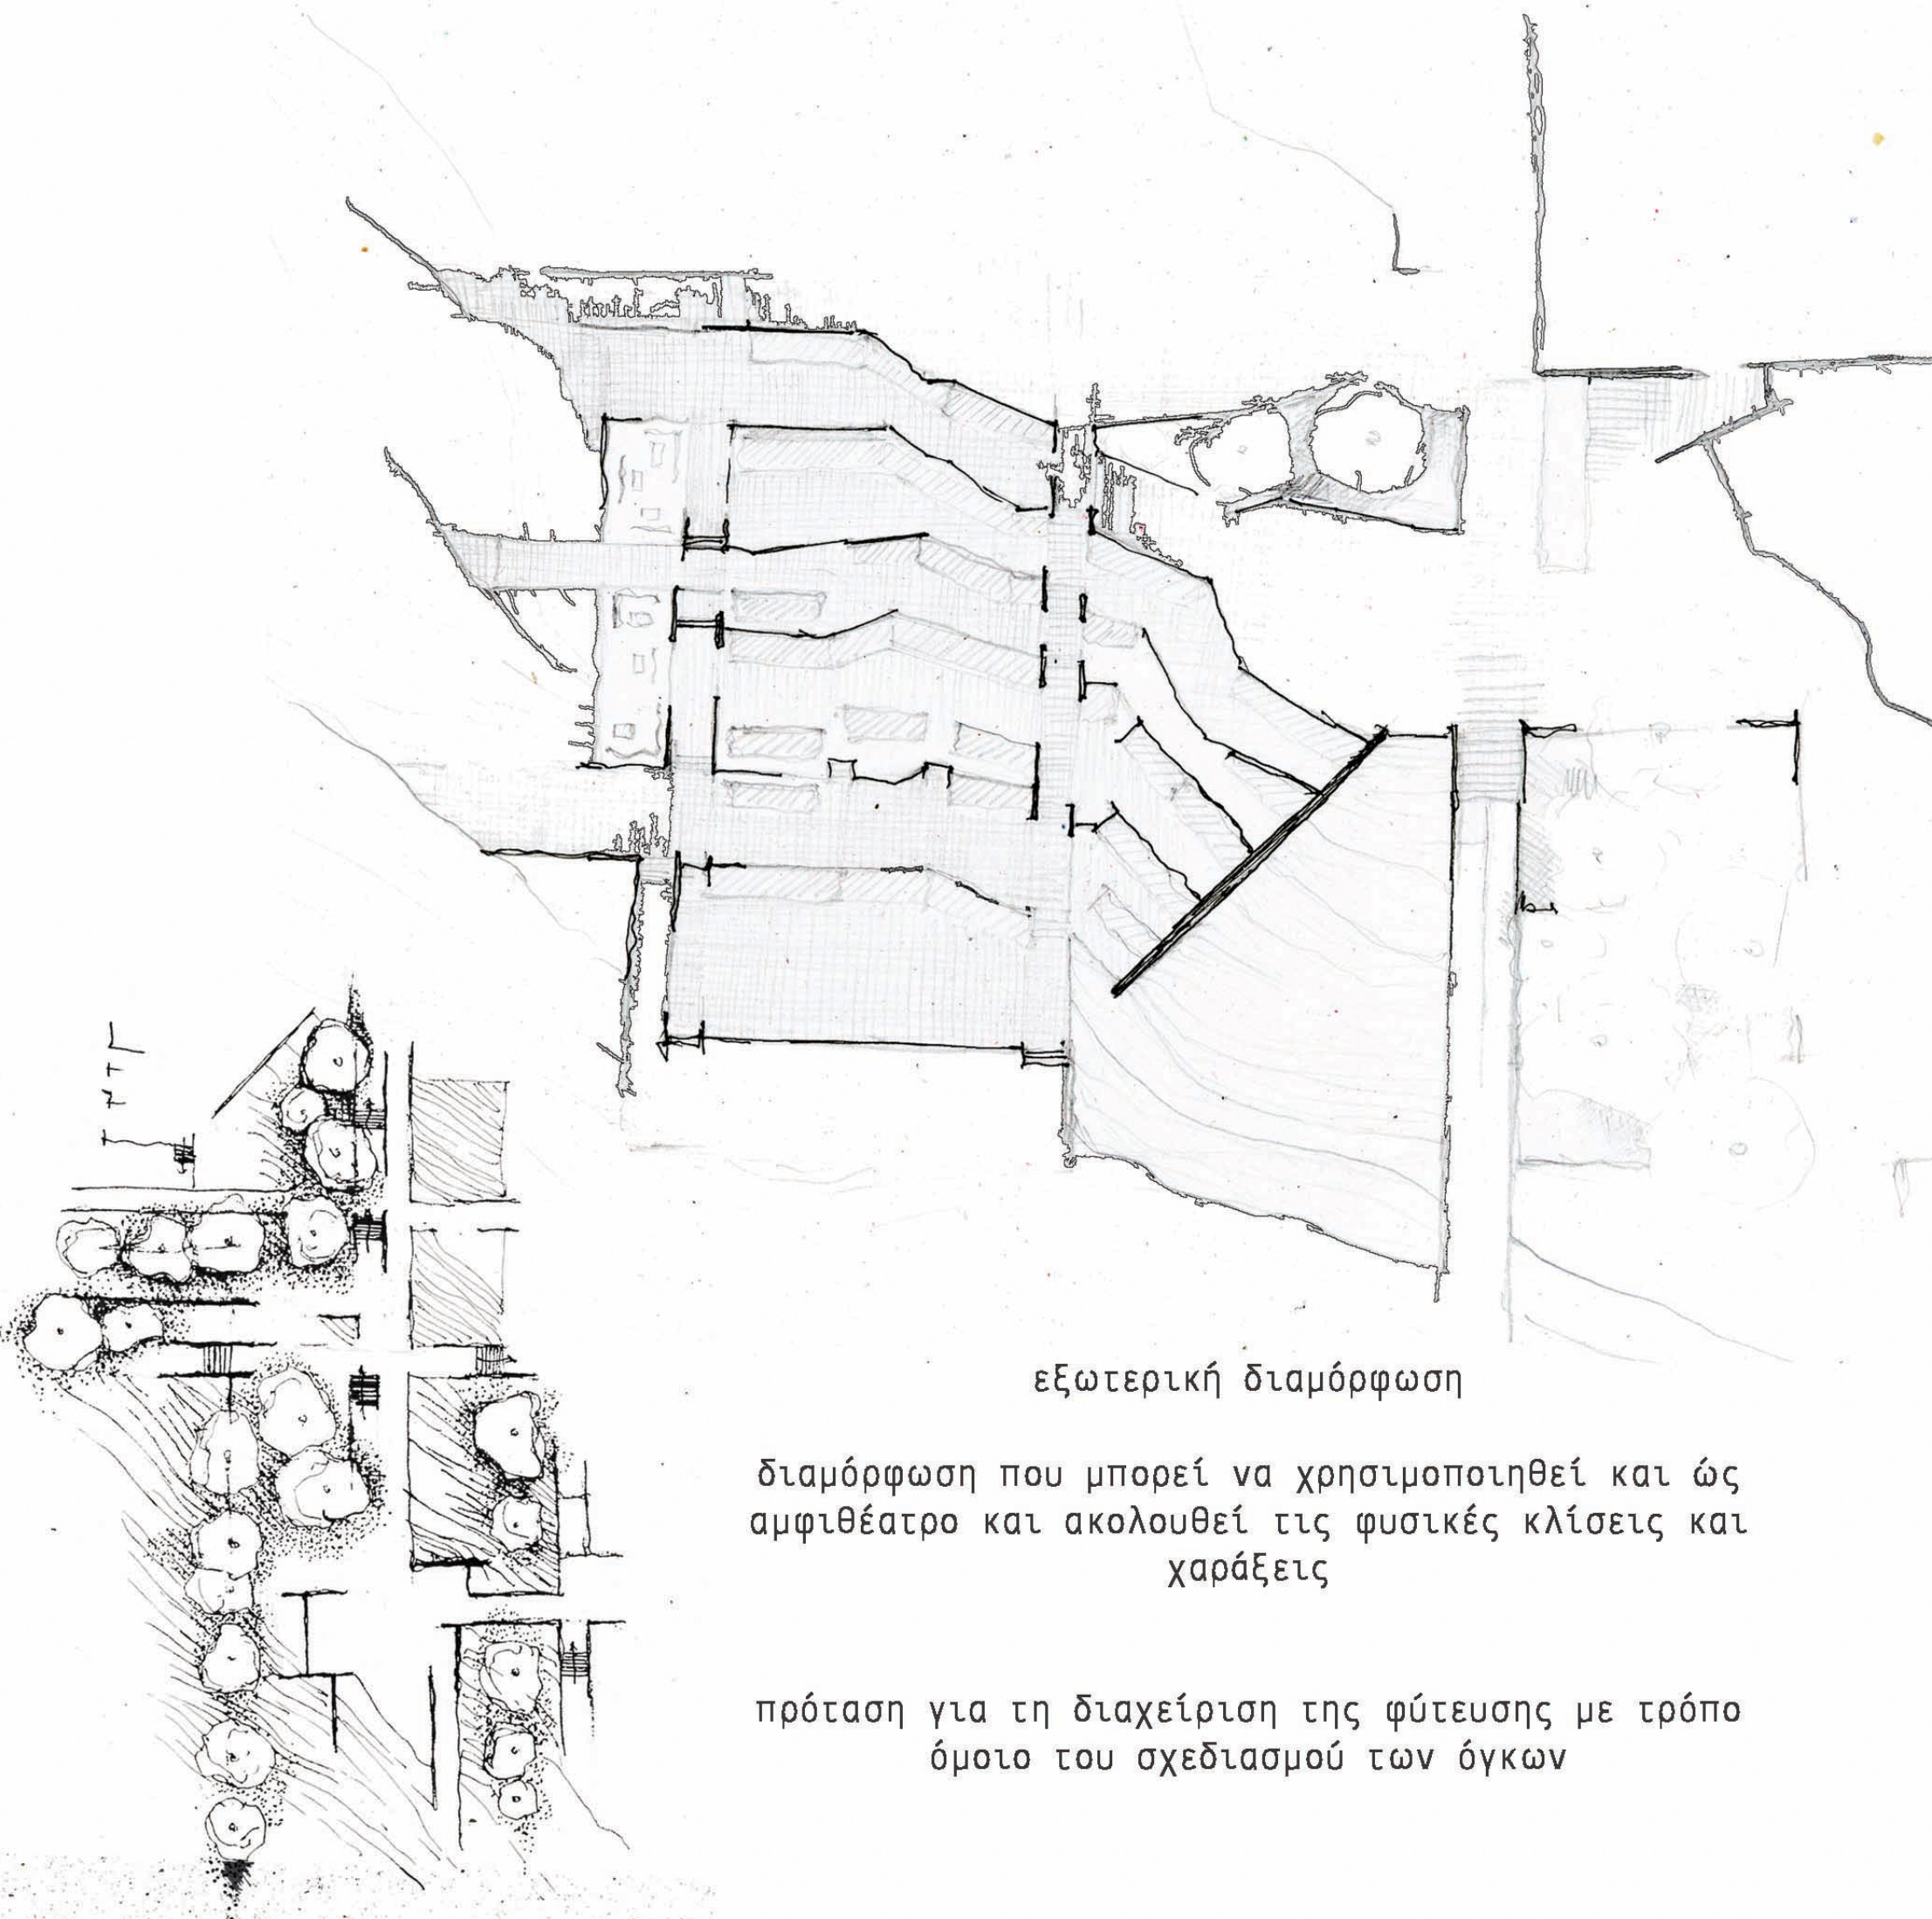 εξωτερική διαμόρφωση
διαμόρφωση που μπορεί να χρησιμοποιηθεί και ώς
αμφιθέατρο και ακολουθεί τις φυσικές κλίσεις και
χαράξεις
πρόταση για τη διαχείριση της φύτευσης με τρόπο
όμοιο του σχεδιασμού των όγκων